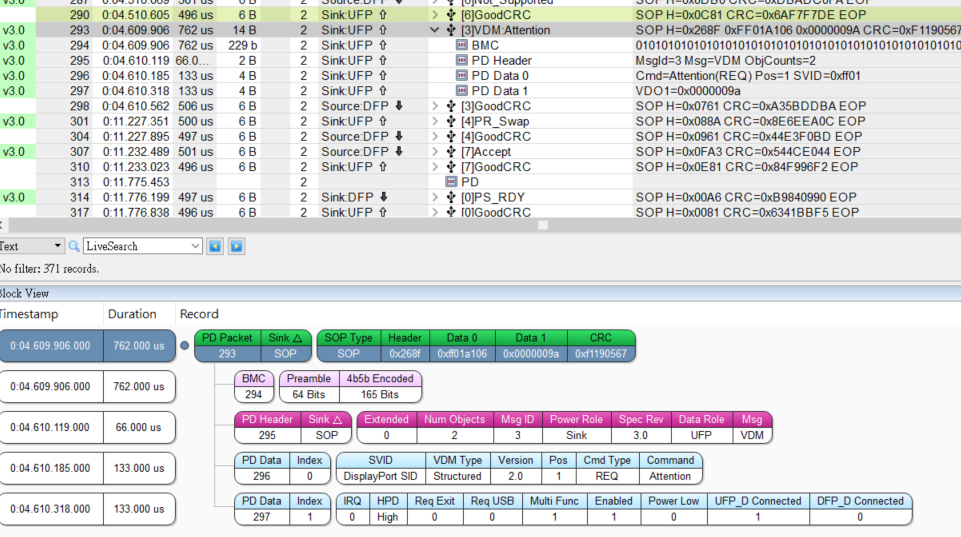 v3.0 287 0:04.510.089 501 us 6 B 2 Source:DFP [6]Not_Supported SOP H=0x0DB0 CRC=0xDBADC0FA EOP
290 0:04.510.605 496 us 6 B 2 Sink:UFP [6]GoodCRC SOP H=0x0C81 CRC=0x6AF7F7DE EOP
v3.0 293 0:04.609.906 762 us 14 B 2 Sink:UFP [3]VDM:Attention SOP H=0x268F 0xFF01A106 0x0000009A CRC=0xF1190567
v3.0 294 0:04.609.906 762 us 229 b 2 Sink:UFP BMC
v3.0 295 0:04.610.119 66.0... 2 B 2 Sink:UFP PD Header MsgId=3 Msg=VDM ObjCounts=2
v3.0 296 0:04.610.185 133 us 4 B 2 Sink:UFP PD Data 0 Cmd=Attention(REQ) Pos=1 SVID=0xff01
v3.0 297 0:04.610.318 133 us 4 B 2 Sink:UFP PD Data 1 VDO1=0x0000009a
298 0:04.610.562 506 us 6 B 2 Source:DFP [3]GoodCRC SOP H=0x0761 CRC=0xA35BDDBA EOP
v3.0 301 0:11.227.351 500 us 6 B 2 Sink:UFP [4]PR_Swap SOP H=0x088A CRC=0x8E6EEA0C EOP
304 0:11.227.895 497 us 6 B 2 Source:DFP [4]GoodCRC SOP H=0x0961 CRC=0x44E3F0BD EOP
v3.0 307 0:11.232.489 501 us 6 B 2 Source:DFP [7]Accept SOP H=0x0FA3 CRC=0x544CE044 EOP
310 0:11.233.023 496 us 6 B 2 Sink:UFP [7]GoodCRC SOP H=0x0E81 CRC=0x84F996F2 EOP
313 0:11.775.453 2 PD
v3.0 314 0:11.776.199 497 us 6 B 2 Sink:DFP [0]PS_RDY SOP H=0x00A6 CRC=0xB9840990 EOP
317 0:11.776.838 496 us 6 B 2 Sink:UFP [0]GoodCRC SOP H=0x0081 CRC=0x6341BBF5 EOP
Text LiveSearch
No filter: 371 records.
Block View
Timestamp Duration Record
PD Packet Sink △ SOP Type Header Data 0 Data 1 CRC
0:04.609.906.000 762.000 us 293 SOP SOP 0x268f 0xff01a106 0x0000009a 0xf1190567
BMC Preamble 4b5b Encoded
0:04.609.906.000 762.000 us 294 64 Bits 165 Bits
PD Header Sink △ Extended Num Objects Msg ID Power Role Spec Rev Data Role Msg
0:04.610.119.000 66.000 us 295 SOP 0 2 3 Sink 3.0 UFP VDM
PD Data Index SVID VDM Type Version Pos Cmd Type Command
0:04.610.185.000 133.000 us 296 0 DisplayPort SID Structured 2.0 1 REQ Attention
PD Data Index IRQ HPD Req Exit Req USB Multi Func Enabled Power Low UFP_D Connected DFP_D Connected
0:04.610.318.000 133.000 us 297 1 0 High 0 0 1 1 0 1 0